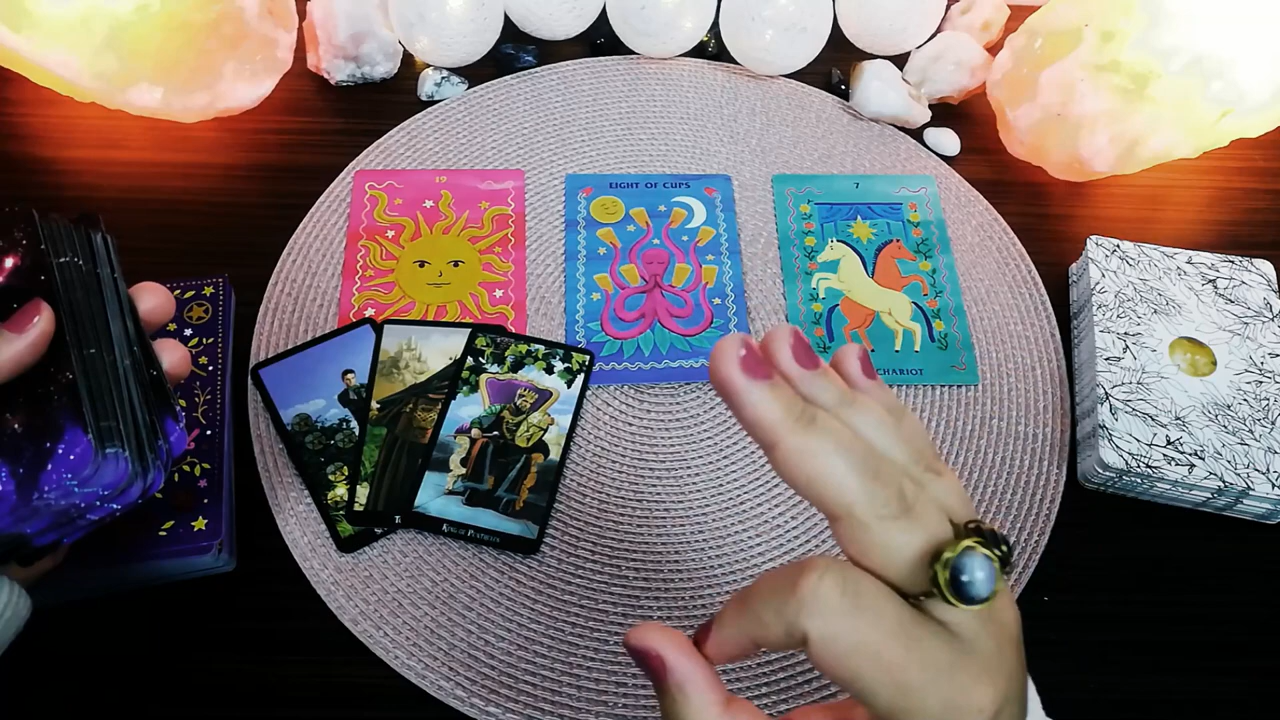 19
EIGHT OF CUPS
7
CHARIOT
KING OF PENTACLES